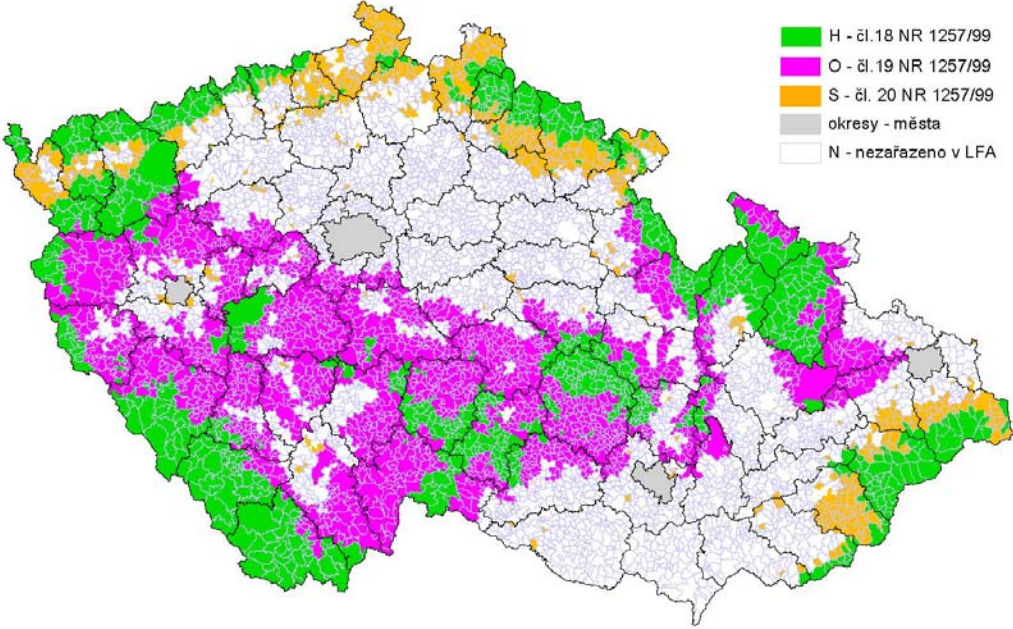 H - čl.18 NR 1257/99
O - čl.19 NR 1257/99
S - čl. 20 NR 1257/99
okresy - města
N - nezařazeno v LFA